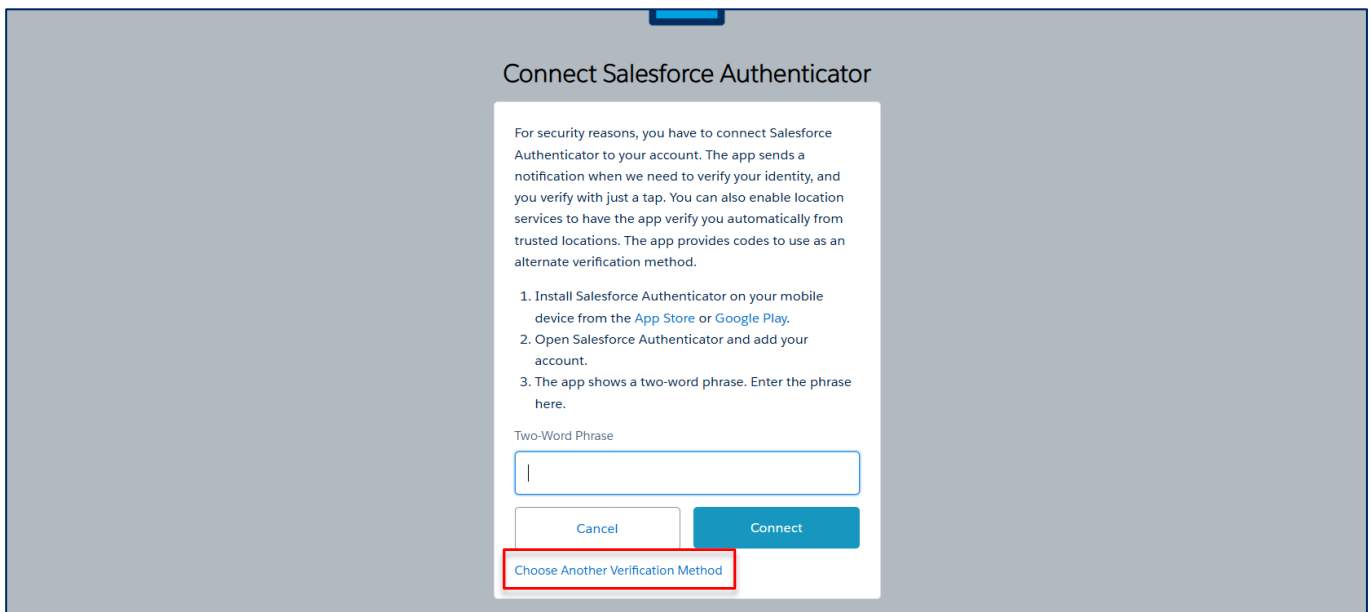 Connect Salesforce Authenticator
For security reasons, you have to connect Salesforce
Authenticator to your account. The app sends a
notification when we need to verify your identity, and
you verify with just a tap. You can also enable location
services to have the app verify you automatically from
trusted locations. The app provides codes to use as an
alternate verification method.
1. Install Salesforce Authenticator on your mobile
device from the App Store or Google Play.
2. Open Salesforce Authenticator and add your
account.
3. The app shows a two-word phrase. Enter the phrase
here.
Two-Word Phrase
Cancel Connect
Choose Another Verification Method